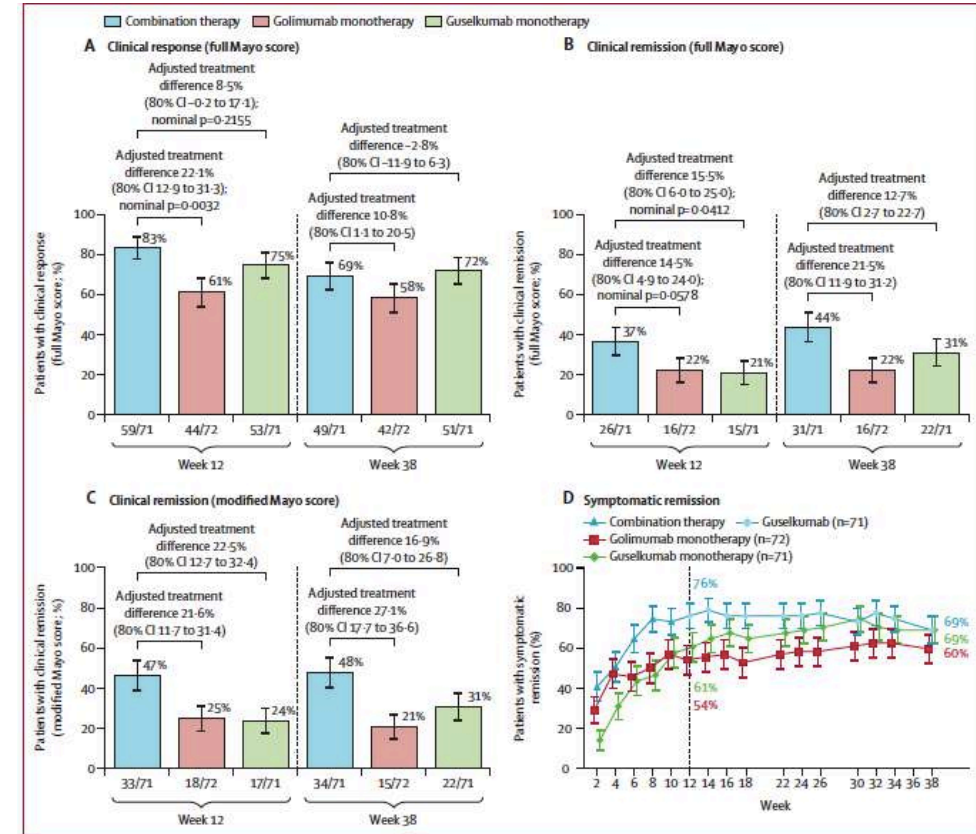 Combination therapy Golimumab monotherapy Guselkumab monotherapy
A Clinical response (full Mayo score)
Adjusted treatment
difference 8·5%
(80% CI –0·2 to 17·1);
nominal p=0·2155
Adjusted treatment
difference 22·1%
(80% CI 12·9 to 31·3);
nominal p=0·0032
Adjusted treatment
difference –2·8%
(80% CI –11·9 to 6·3)
Adjusted treatment
difference 10·8%
(80% CI 1·1 to 20·5)
Patients with clinical response
(full Mayo score; %)
100
80
60
40
20
0
83%
61%
75%
69%
58%
72%
59/71 44/72 53/71 49/71 42/72 51/71
Week 12 Week 38
B Clinical remission (full Mayo score)
Adjusted treatment
difference 15·5%
(80% CI 6·0 to 25·0);
nominal p=0·0412
Adjusted treatment
difference 14·5%
(80% CI 4·9 to 24·0);
nominal p=0·0578
Adjusted treatment
difference 12·7%
(80% CI 2·7 to 22·7)
Adjusted treatment
difference 21·5%
(80% CI 11·9 to 31·2)
Patients with clinical remission
(full Mayo score; %)
100
80
60
40
20
0
37%
22%
21%
44%
22%
31%
26/71 16/72 15/71 31/71 16/72 22/71
Week 12 Week 38
C Clinical remission (modified Mayo score)
Adjusted treatment
difference 22·5%
(80% CI 12·7 to 32·4)
Adjusted treatment
difference 21·6%
(80% CI 11·7 to 31·4)
Adjusted treatment
difference 16·9%
(80% CI 7·0 to 26·8)
Adjusted treatment
difference 27·1%
(80% CI 17·7 to 36·6)
Patients with clinical remission
(modified Mayo score; %)
100
80
60
40
20
0
47%
25%
24%
48%
21%
31%
33/71 18/72 17/71 34/71 15/72 22/71
Week 12 Week 38
D Symptomatic remission
Combination therapy Guselkumab (n=71)
Golimumab monotherapy (n=72)
Guselkumab monotherapy (n=71)
Patients with symptomatic
remission (%)
100
80
60
40
20
0
76%
61%
54%
69%
69%
60%
2 4 6 8 10 12 14 16 18 22 24 26 30 32 34 36 38
Week